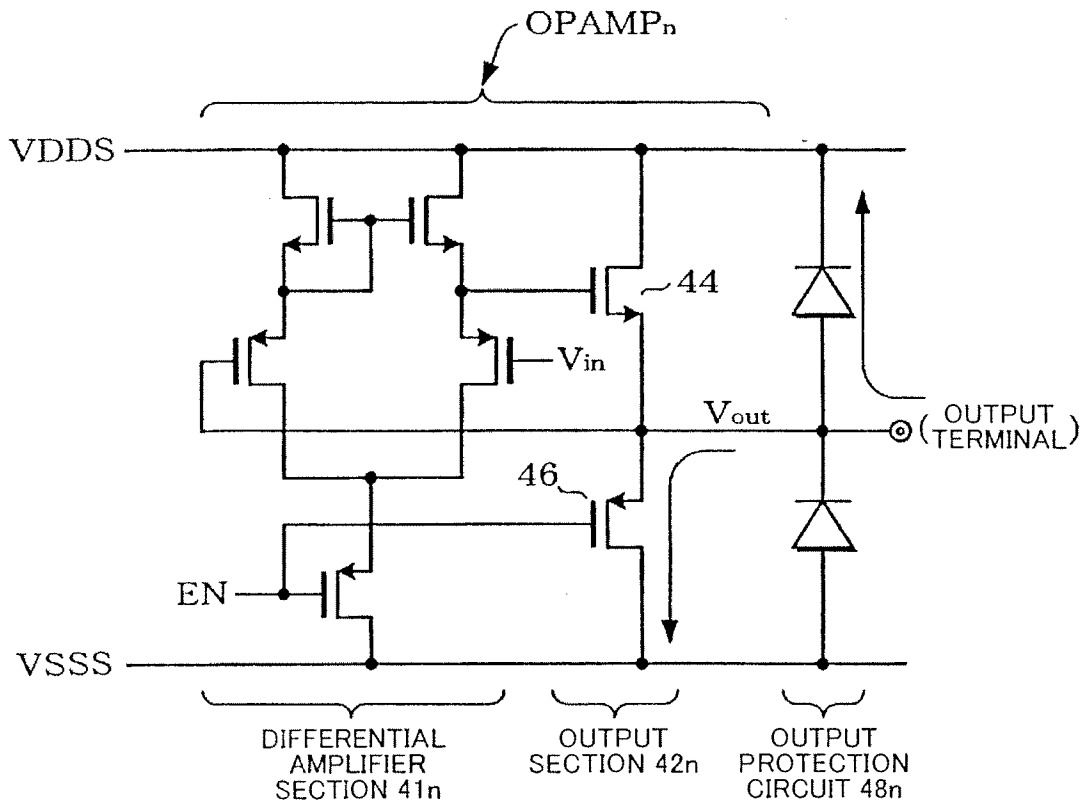 OPAMPn
VDDS
44
Vin
Vout
(OUTPUT
TERMINAL)
46
EN
VSSS
DIFFERENTIAL
AMPLIFIER
SECTION 41n
OUTPUT
SECTION 42n
OUTPUT
PROTECTION
CIRCUIT 48n